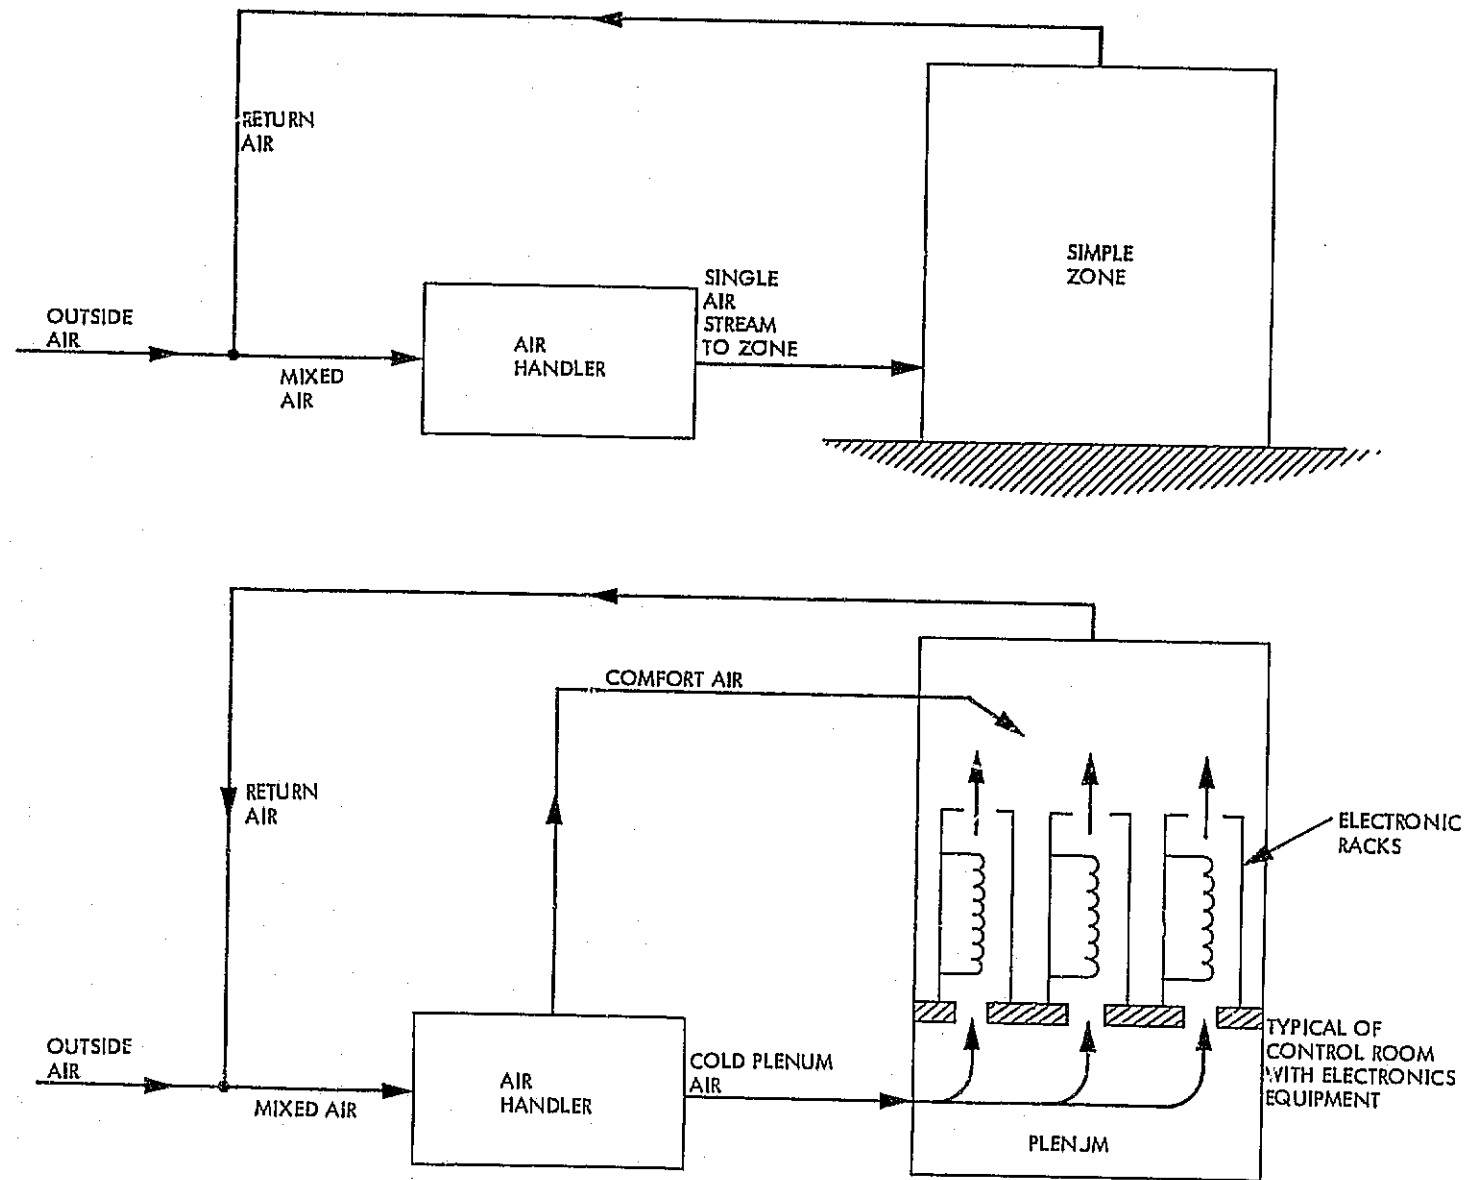 RETURN
AIR
SIMPLE
ZONE
SINGLE
AIR
STREAM
TO ZONE
OUTSIDE
AIR
AIR
HANDLER
MIXED
AIR
COMFORT AIR
RETURN
AIR
ELECTRONIC
RACKS
OUTSIDE
AIR
MIXED AIR
AIR
HANDLER
COLD PLENUM
AIR
TYPICAL OF
CONTROL ROOM
WITH ELECTRONICS
EQUIPMENT
PLENUM